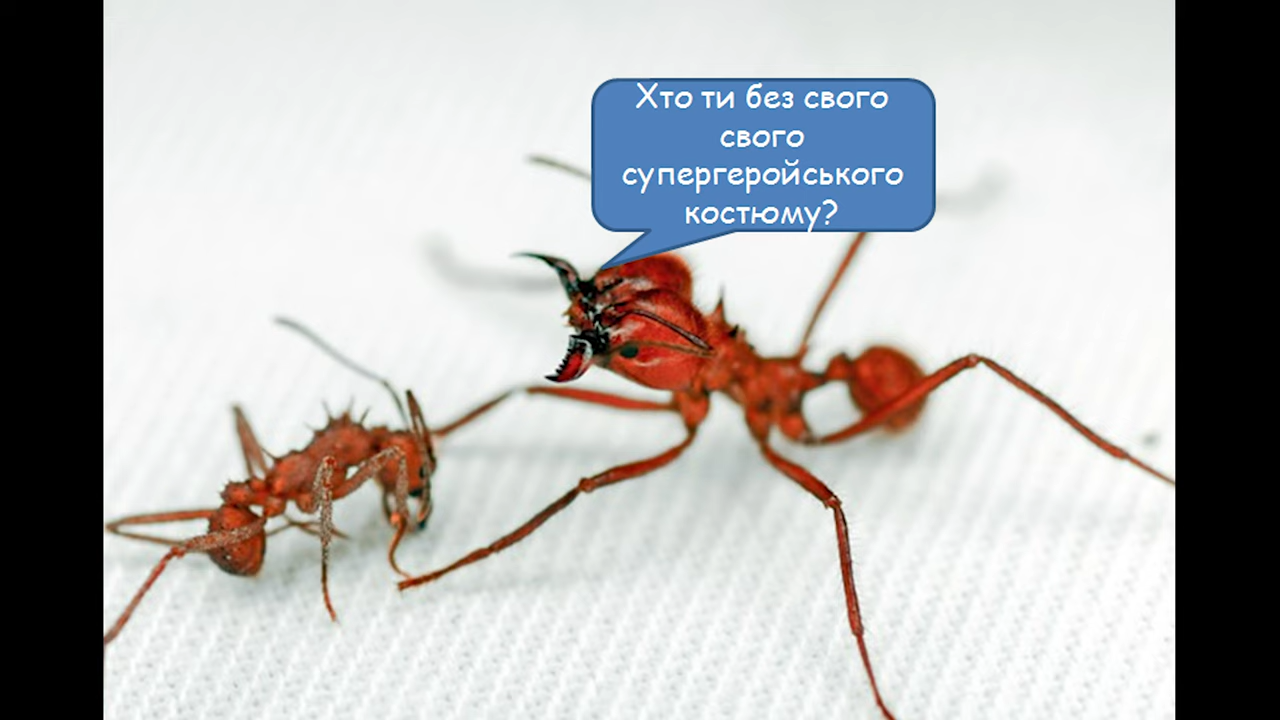 Хто ти без свого
свого
супергеройського
костюму?